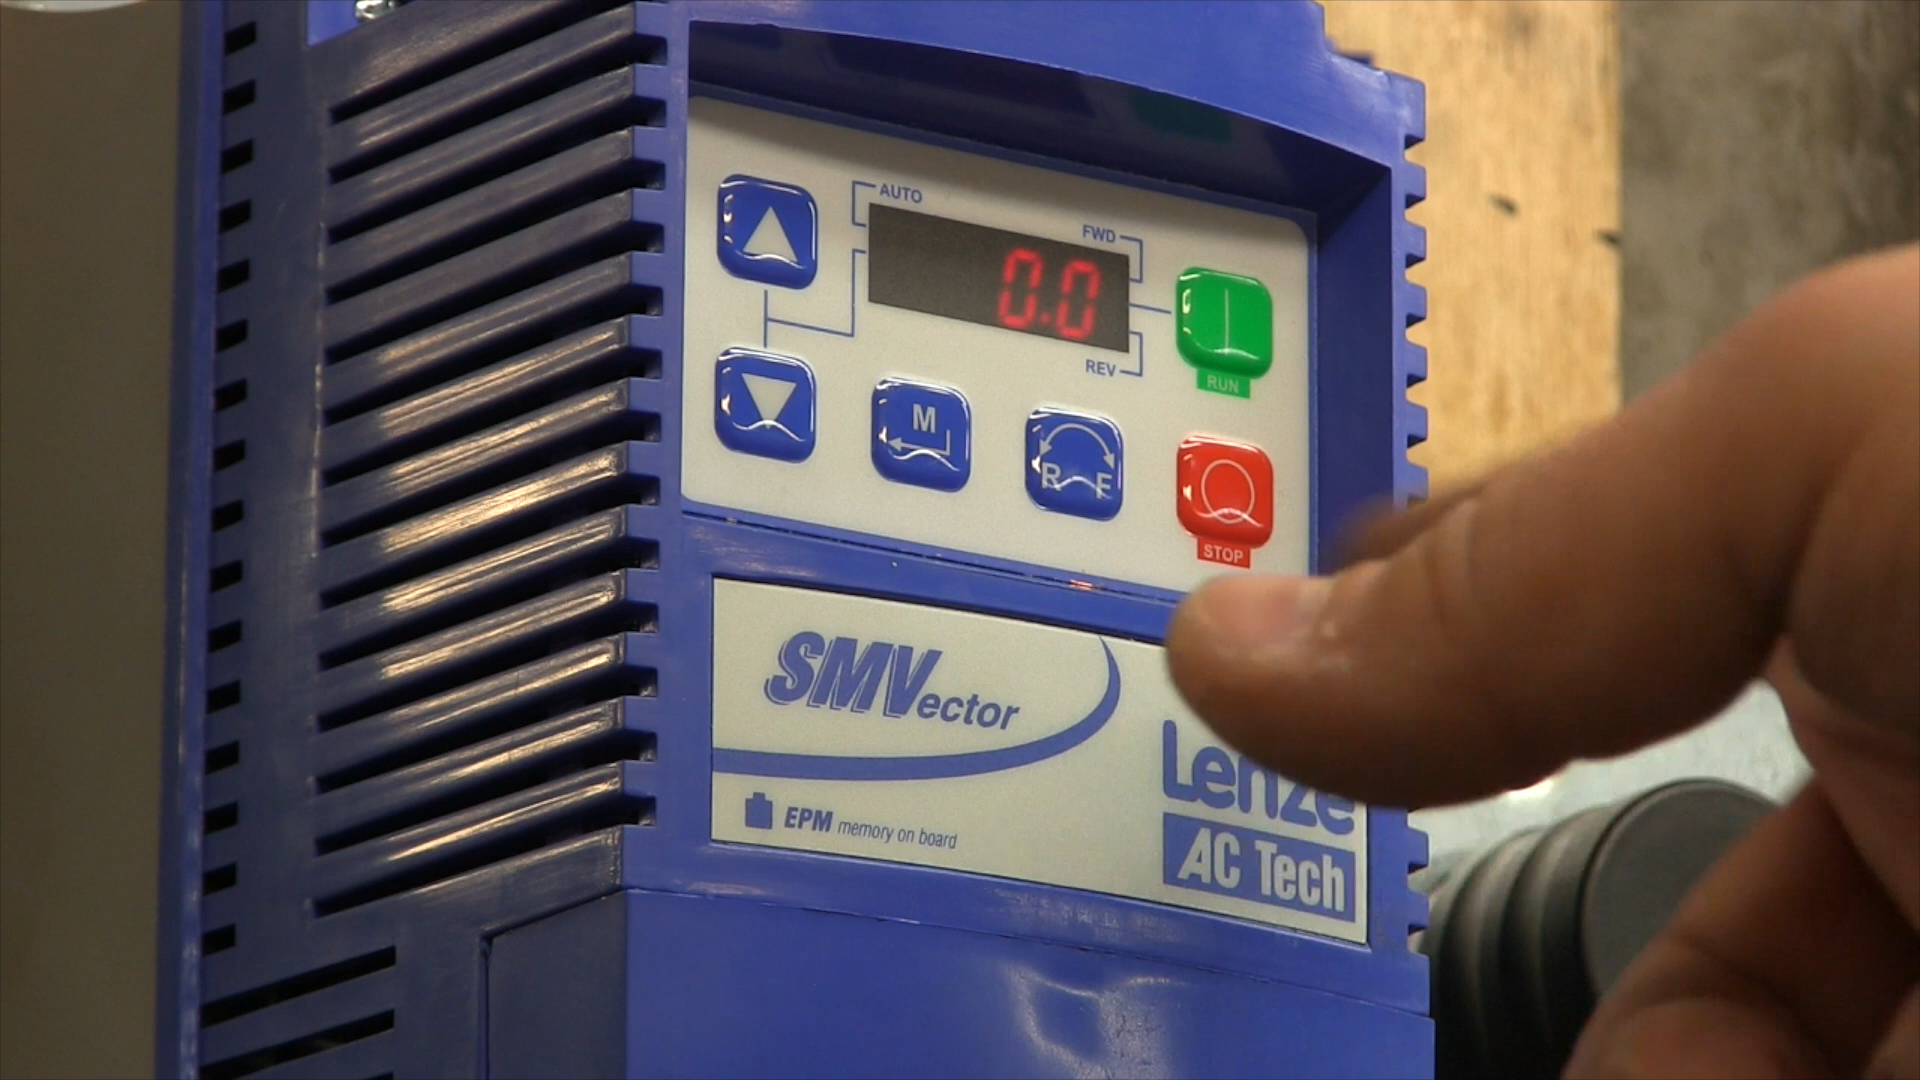 AUTO
FWD
0.0
REV
RUN
M
R F
STOP
SMVector
Lenze
AC Tech
EPM memory on board